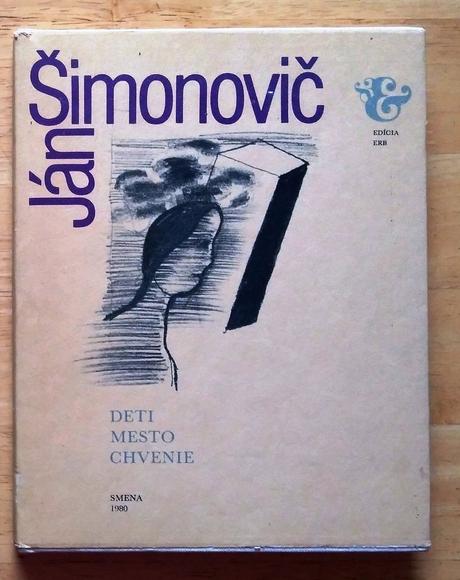 Ján
Šimonovič
EDÍCIA
ERB
DETI
MESTO
CHVENIE
SMENA
1980